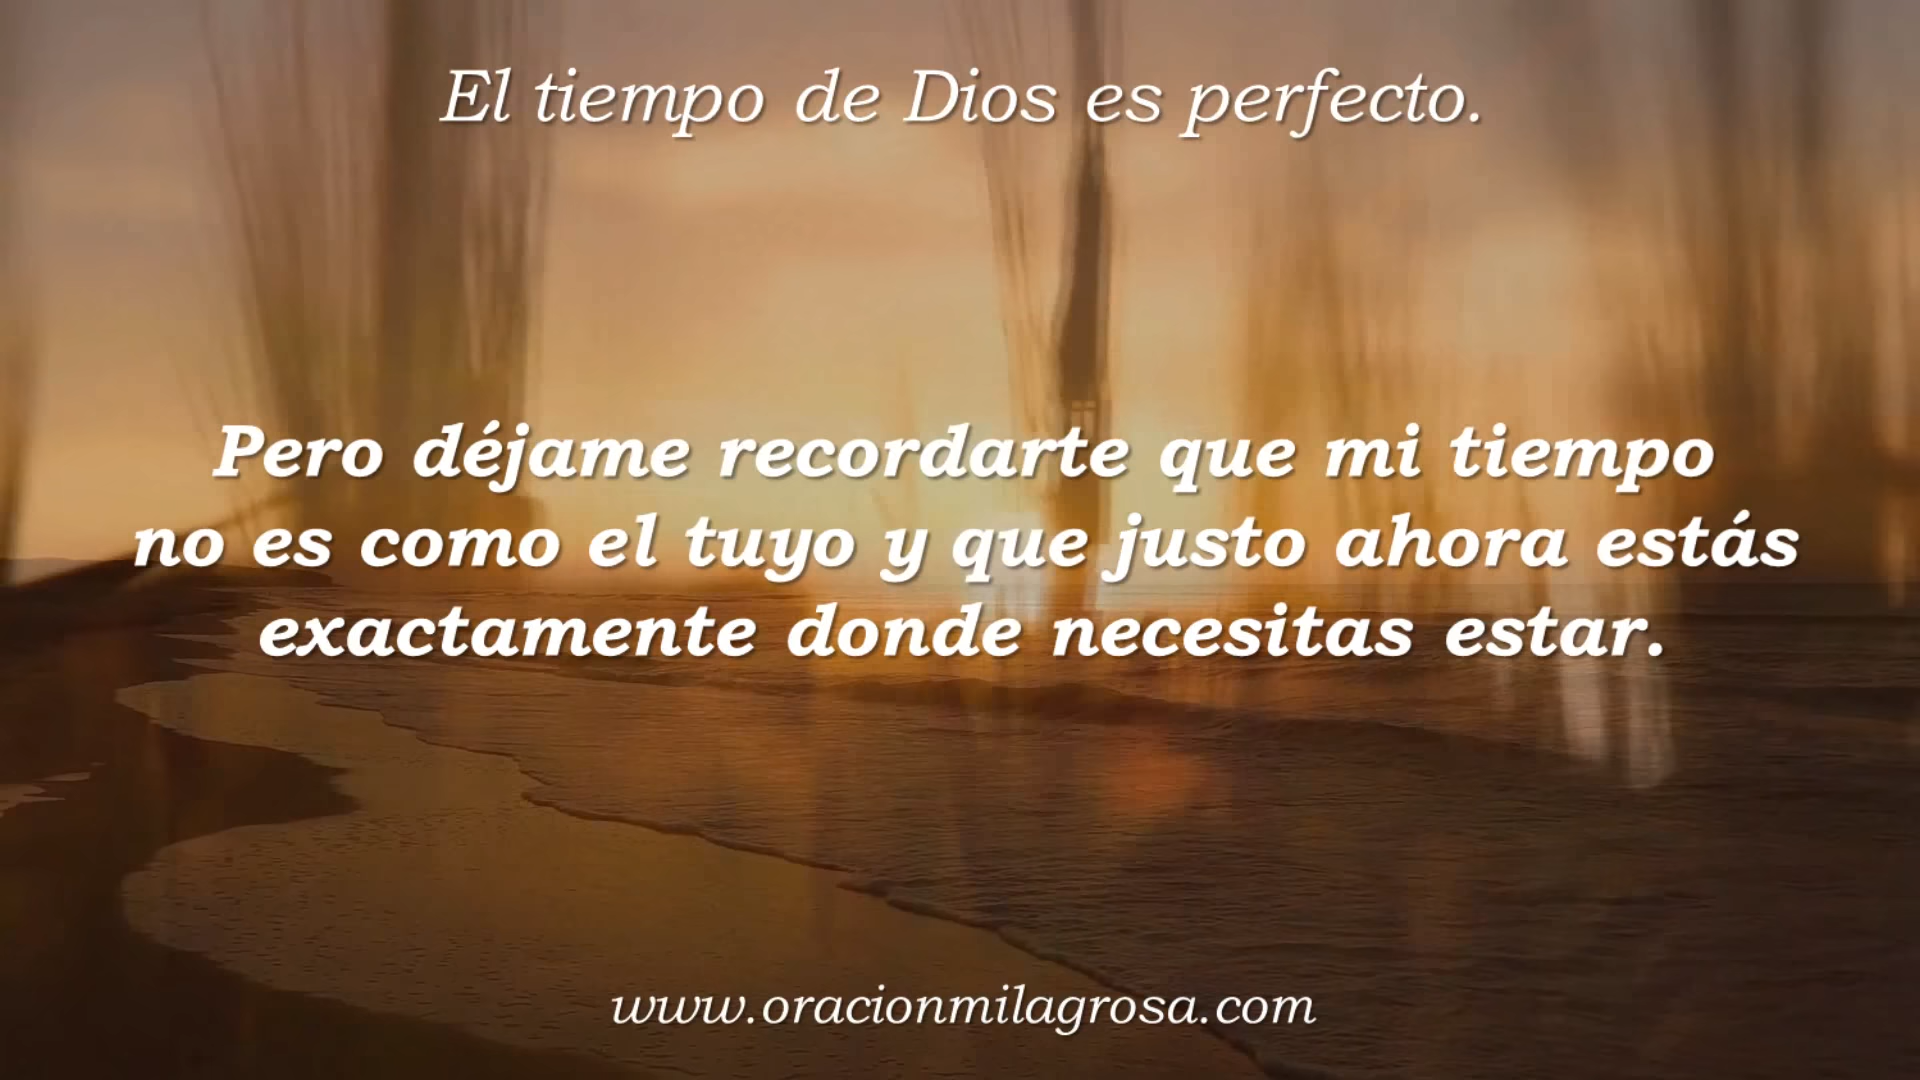 El tiempo de Dios es perfecto.
Pero déjame recordarte que mi tiempo
no es como el tuyo y que justo ahora estás
exactamente donde necesitas estar.
www.oracionmilagrosa.com